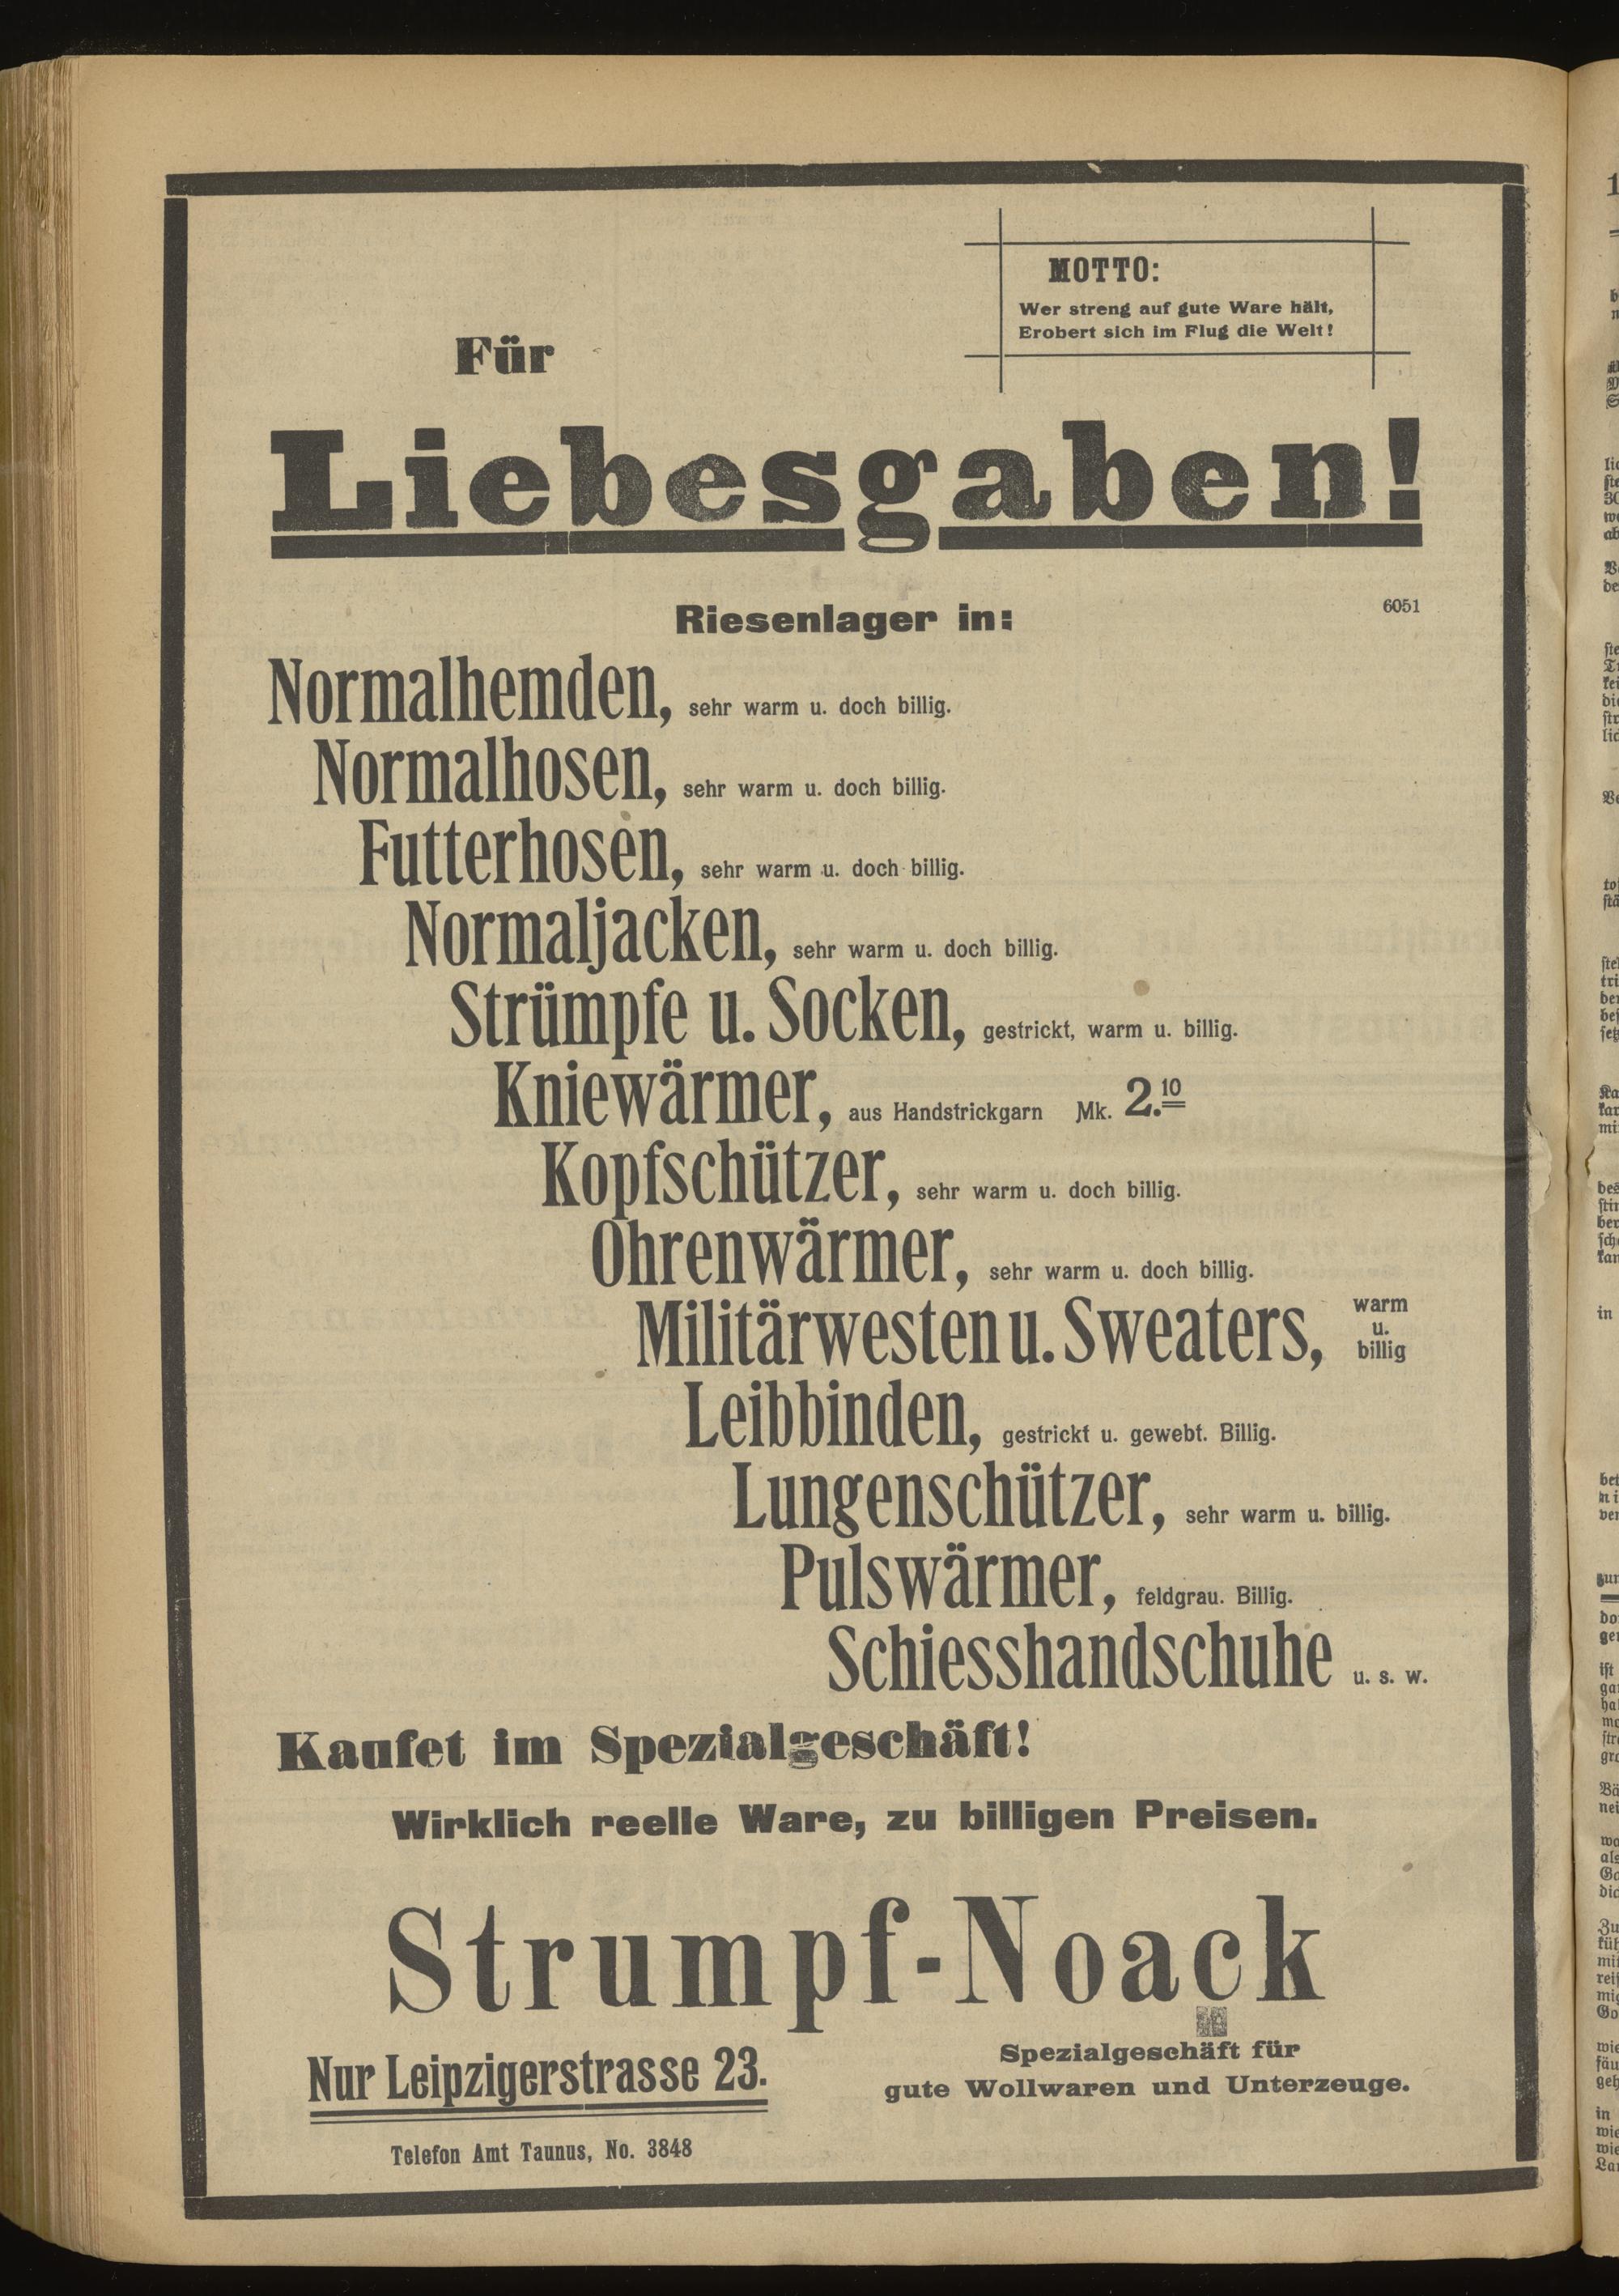 MOTTO:
Wer streng auf gute Ware hält,
Erobert sich im Flug die Welt!
Für
Liebesgaben!
Riesenlager in:
6051
Normalhemden, sehr warm u. doch billig.
Normalhosen, sehr warm u. doch billig.
Futterhosen, sehr warm u. doch billig.
Normaljacken, sehr warm u. doch billig.
Strümpfe u. Socken, gestrickt, warm u. billig.
Kniewärmer, aus Handstrickgarn Mk. 2.10
Kopfschützer, sehr warm u. doch billig.
Ohrenwärmer, sehr warm u. doch billig.
Militärwesten u. Sweaters, warm u. billig
Leibbinden, gestrickt u. gewebt. Billig.
Lungenschützer, sehr warm u. billig.
Pulswärmer, feldgrau. Billig.
Schiesshandschuhe u. s. w.
Kaufet im Spezialgeschäft!
Wirklich reelle Ware, zu billigen Preisen.
Strumpf-Noack
Nur Leipzigerstrasse 23.
Telefon Amt Taunus, No. 3848
Spezialgeschäft für
gute Wollwaren und Unterzeuge.